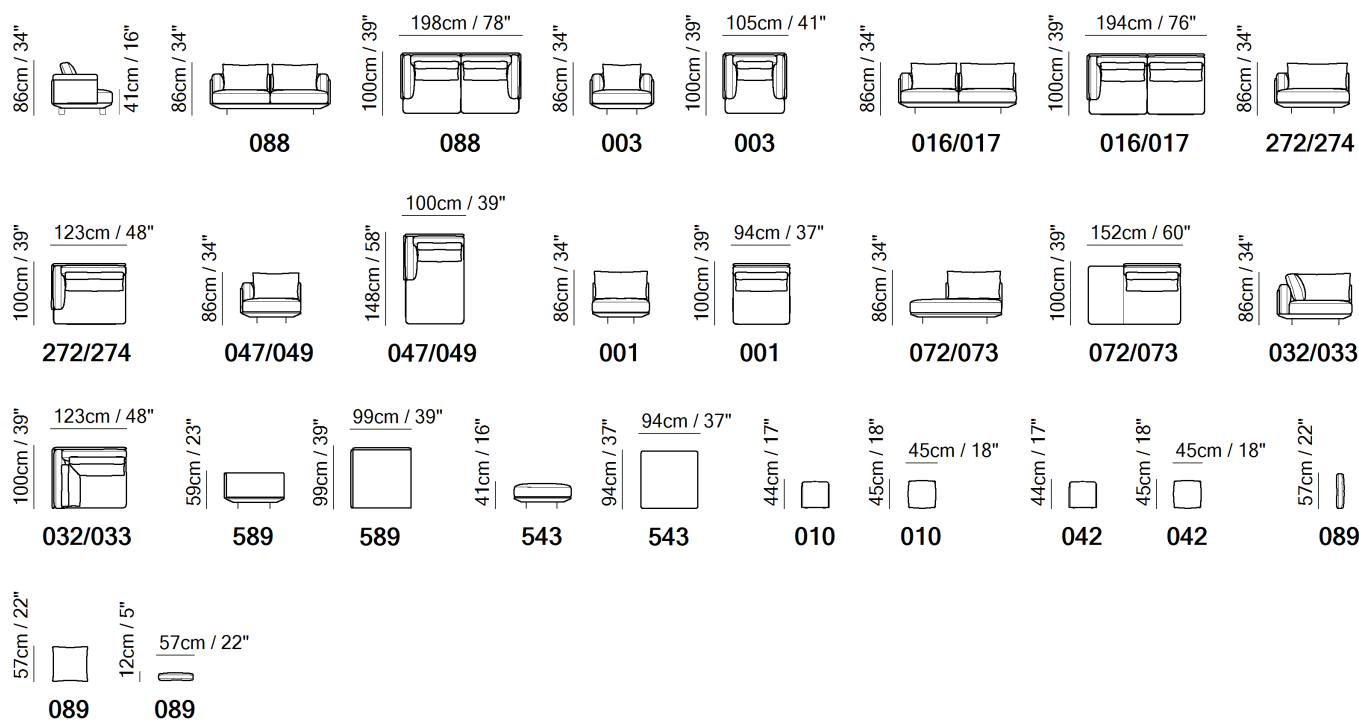 86cm / 34"
41cm / 16"
86cm / 34"
088
198cm / 78"
100cm / 39"
088
86cm / 34"
003
105cm / 41"
100cm / 39"
003
86cm / 34"
016/017
194cm / 76"
100cm / 39"
016/017
86cm / 34"
272/274
123cm / 48"
100cm / 39"
272/274
86cm / 34"
047/049
100cm / 39"
148cm / 58"
047/049
86cm / 34"
001
94cm / 37"
100cm / 39"
001
86cm / 34"
072/073
152cm / 60"
100cm / 39"
072/073
86cm / 34"
032/033
123cm / 48"
100cm / 39"
032/033
59cm / 23"
589
99cm / 39"
99cm / 39"
589
41cm / 16"
543
94cm / 37"
94cm / 37"
543
44cm / 17"
010
45cm / 18"
45cm / 18"
010
44cm / 17"
042
45cm / 18"
45cm / 18"
042
57cm / 22"
089
57cm / 22"
089
57cm / 22"
12cm / 5"
089